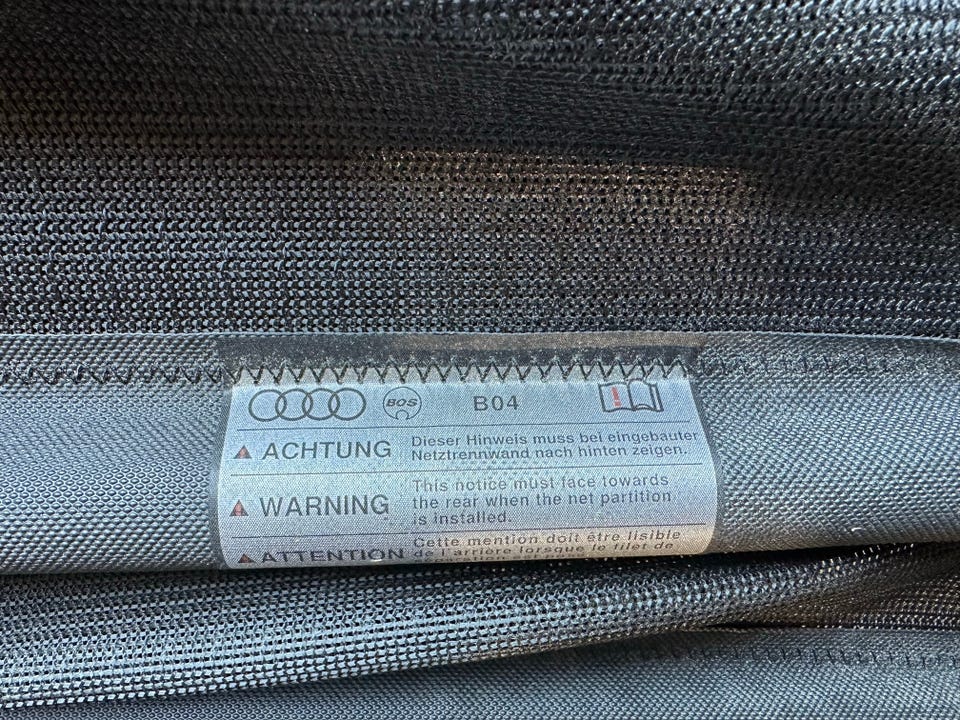 BOS B04
ACHTUNG
Dieser Hinweis muss bei eingebauter
Netztrennwand nach hinten zeigen.
WARNING
This notice must face towards
the rear when the net partition
is installed.
ATTENTION
Cette mention doit être lisible
de l'arrière lorsque le filet de